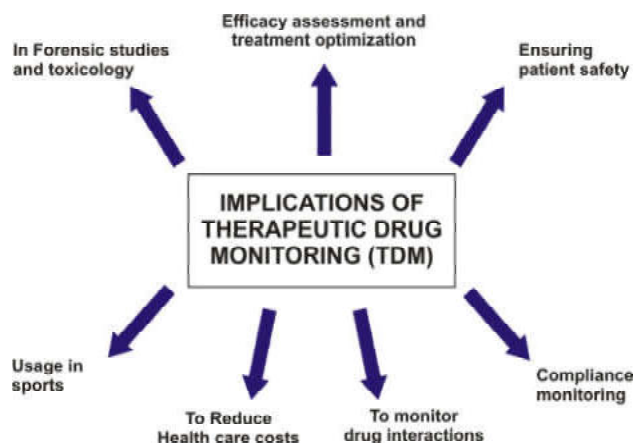 Efficacy assessment and
treatment optimization
In Forensic studies
and toxicology
Ensuring
patient safety
IMPLICATIONS OF
THERAPEUTIC DRUG
MONITORING (TDM)
Usage in
sports
To Reduce
Health care costs
To monitor
drug interactions
Compliance
monitoring